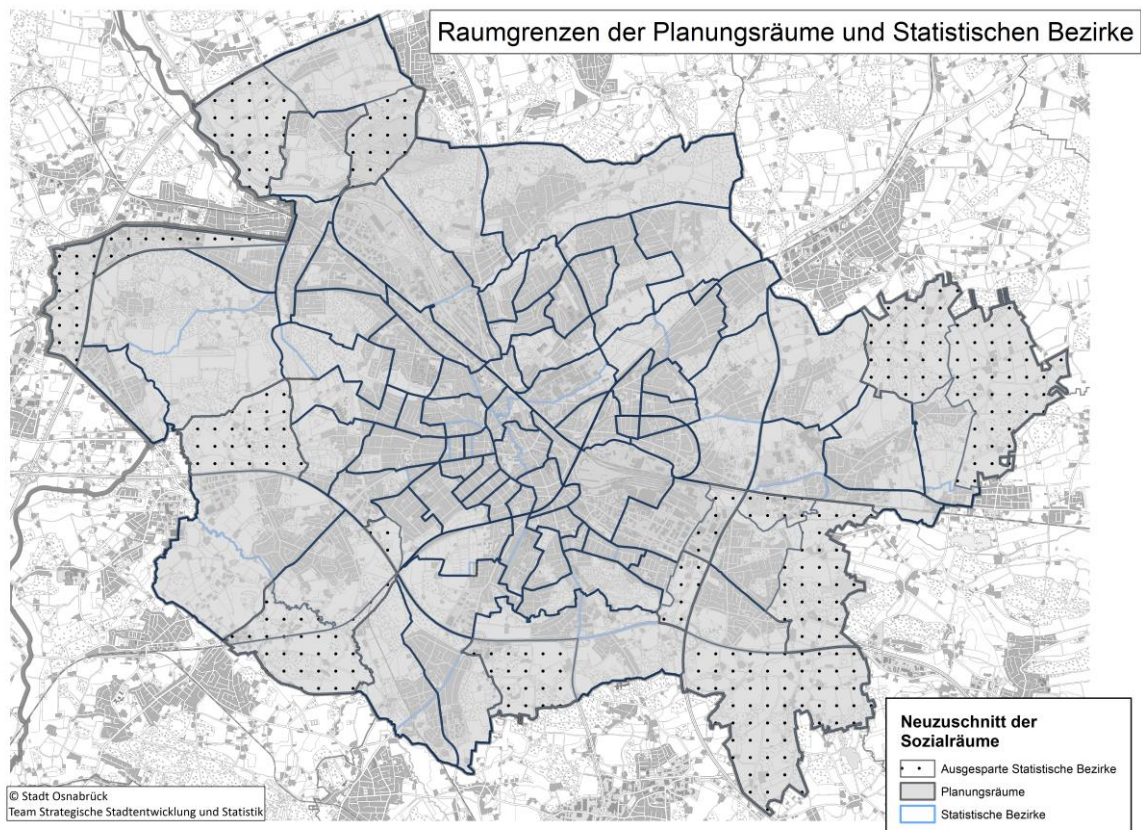 Raumgrenzen der Planungsräume und Statistischen Bezirke
Neuzuschnitt der
Sozialräume
Ausgesparte Statistische Bezirke
Planungsräume
Statistische Bezirke
© Stadt Osnabrück
Team Strategische Stadtentwicklung und Statistik